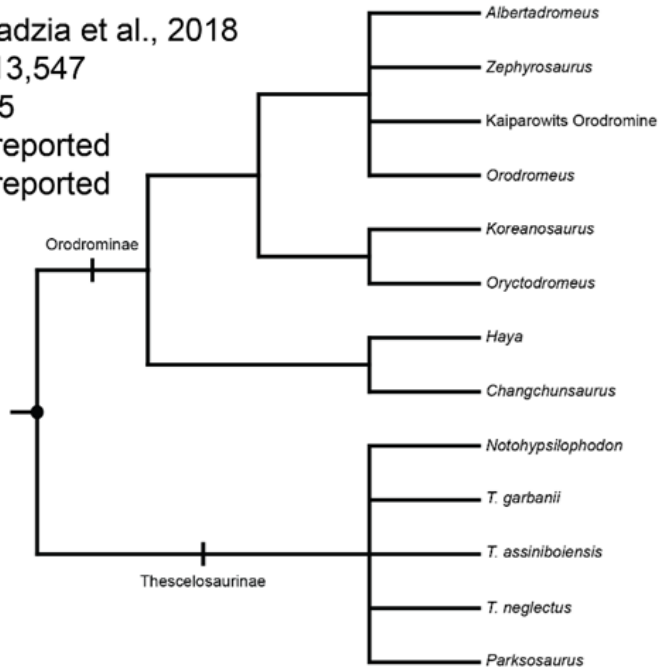 adzia et al., 2018
13,547
5
reported
reported
Albertadromeus
Zephyrosaurus
Kaiparowits Orodromine
Orodromeus
Koreanosaurus
Oryctodromeus
Haya
Changchunsaurus
Notohypsilophodon
T. garbanii
T. assiniboiensis
T. neglectus
Parksosaurus
Orodrominae
Thescelosaurinae